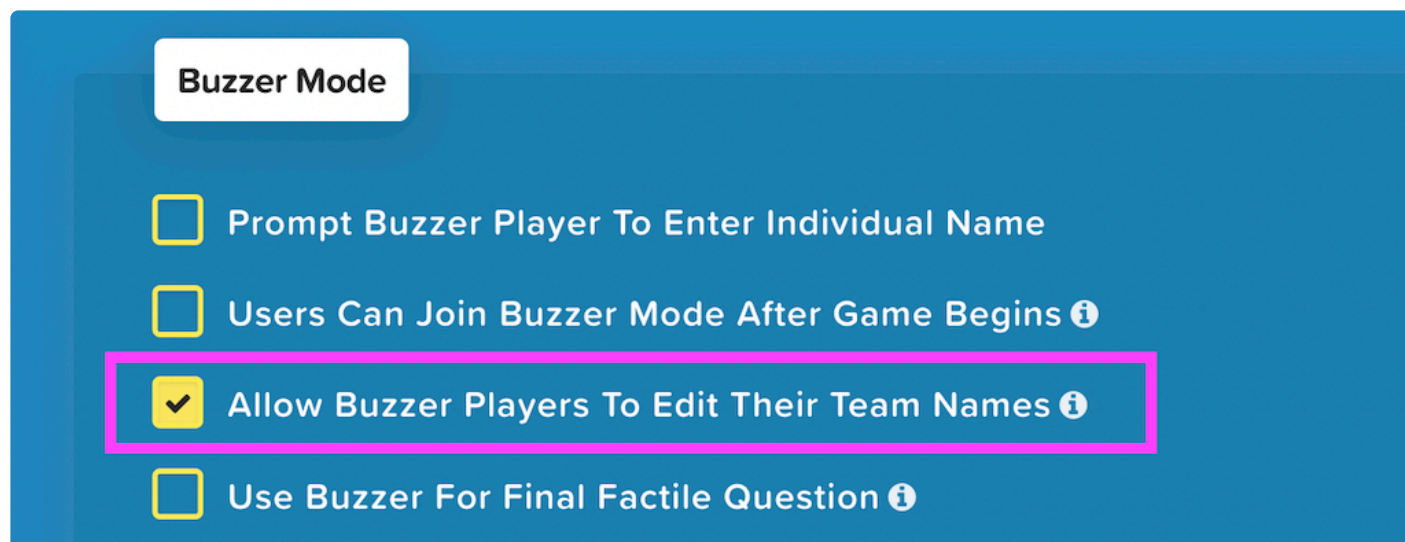 Buzzer Mode
Prompt Buzzer Player To Enter Individual Name
Users Can Join Buzzer Mode After Game Begins i
Allow Buzzer Players To Edit Their Team Names i
Use Buzzer For Final Factile Question i